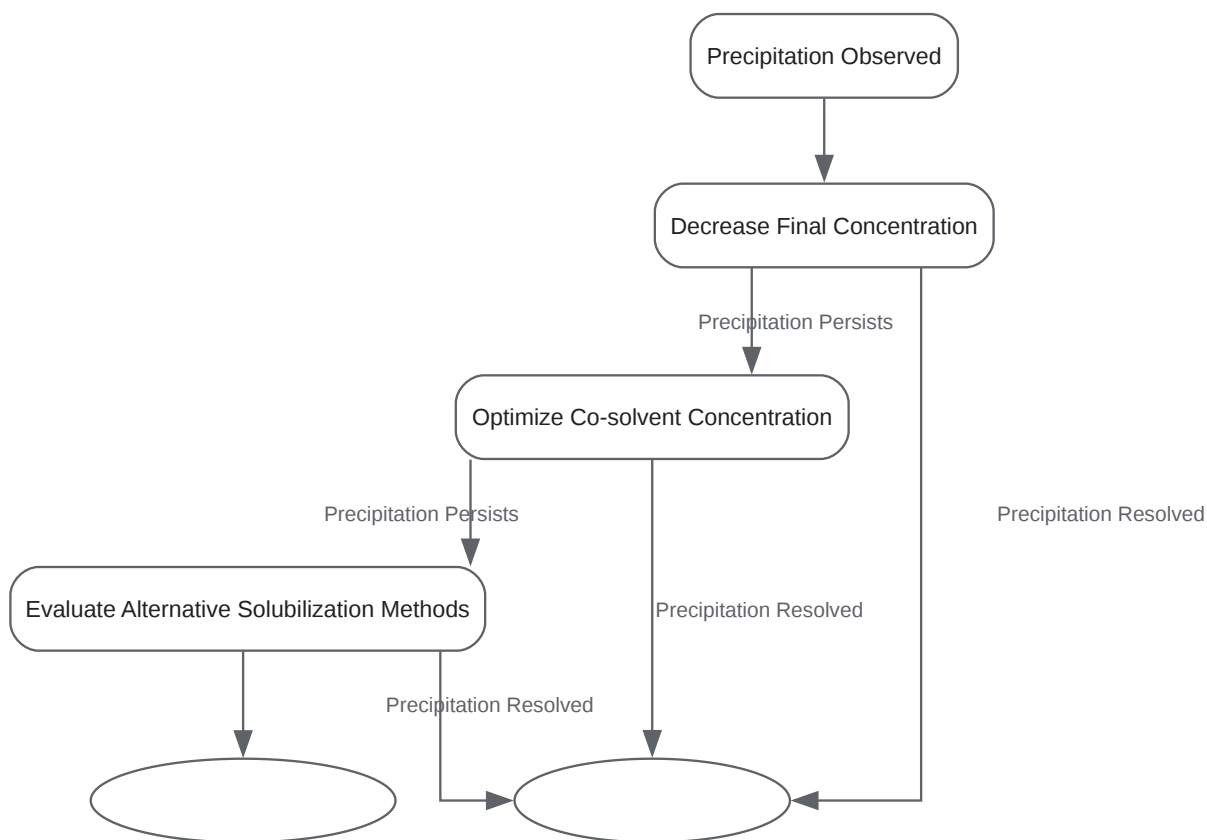 Precipitation Observed
Decrease Final Concentration
Precipitation Persists
Optimize Co-solvent Concentration
Precipitation Persists
Precipitation Resolved
Evaluate Alternative Solubilization Methods
Precipitation Resolved
Precipitation Resolved